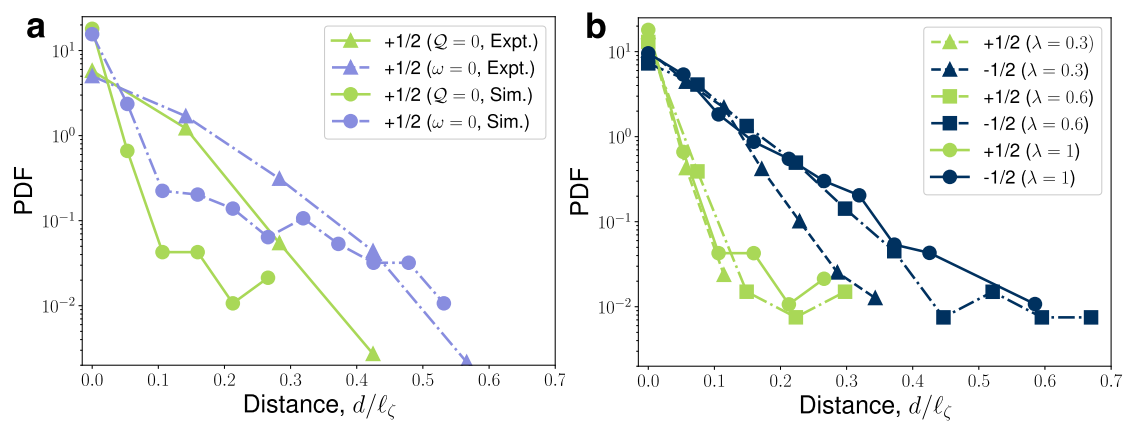 a
PDF
10¹
10⁰
10⁻¹
10⁻²
0.0 0.1 0.2 0.3 0.4 0.5 0.6 0.7
Distance, d/ℓ_ζ
+1/2 (𝒬 = 0, Expt.)
+1/2 (ω = 0, Expt.)
+1/2 (𝒬 = 0, Sim.)
+1/2 (ω = 0, Sim.)
b
PDF
10¹
10⁰
10⁻¹
10⁻²
0.0 0.1 0.2 0.3 0.4 0.5 0.6 0.7
Distance, d/ℓ_ζ
+1/2 (λ = 0.3)
-1/2 (λ = 0.3)
+1/2 (λ = 0.6)
-1/2 (λ = 0.6)
+1/2 (λ = 1)
-1/2 (λ = 1)